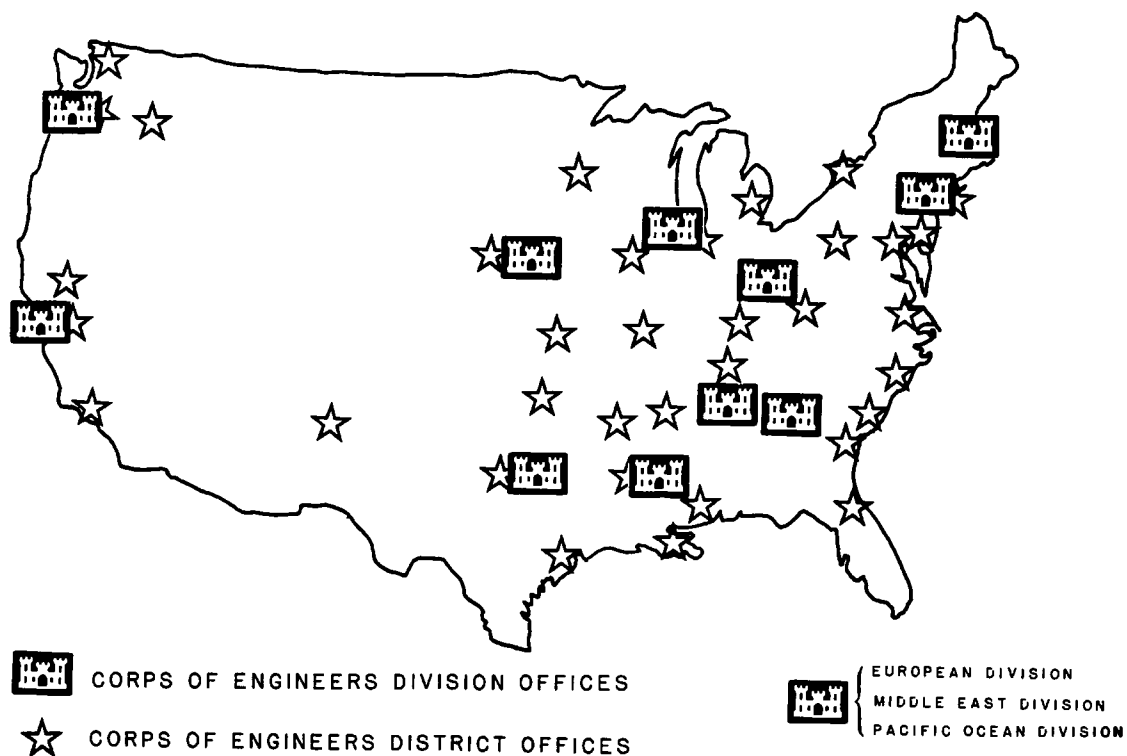 CORPS OF ENGINEERS DIVISION OFFICES
CORPS OF ENGINEERS DISTRICT OFFICES
EUROPEAN DIVISION
MIDDLE EAST DIVISION
PACIFIC OCEAN DIVISION